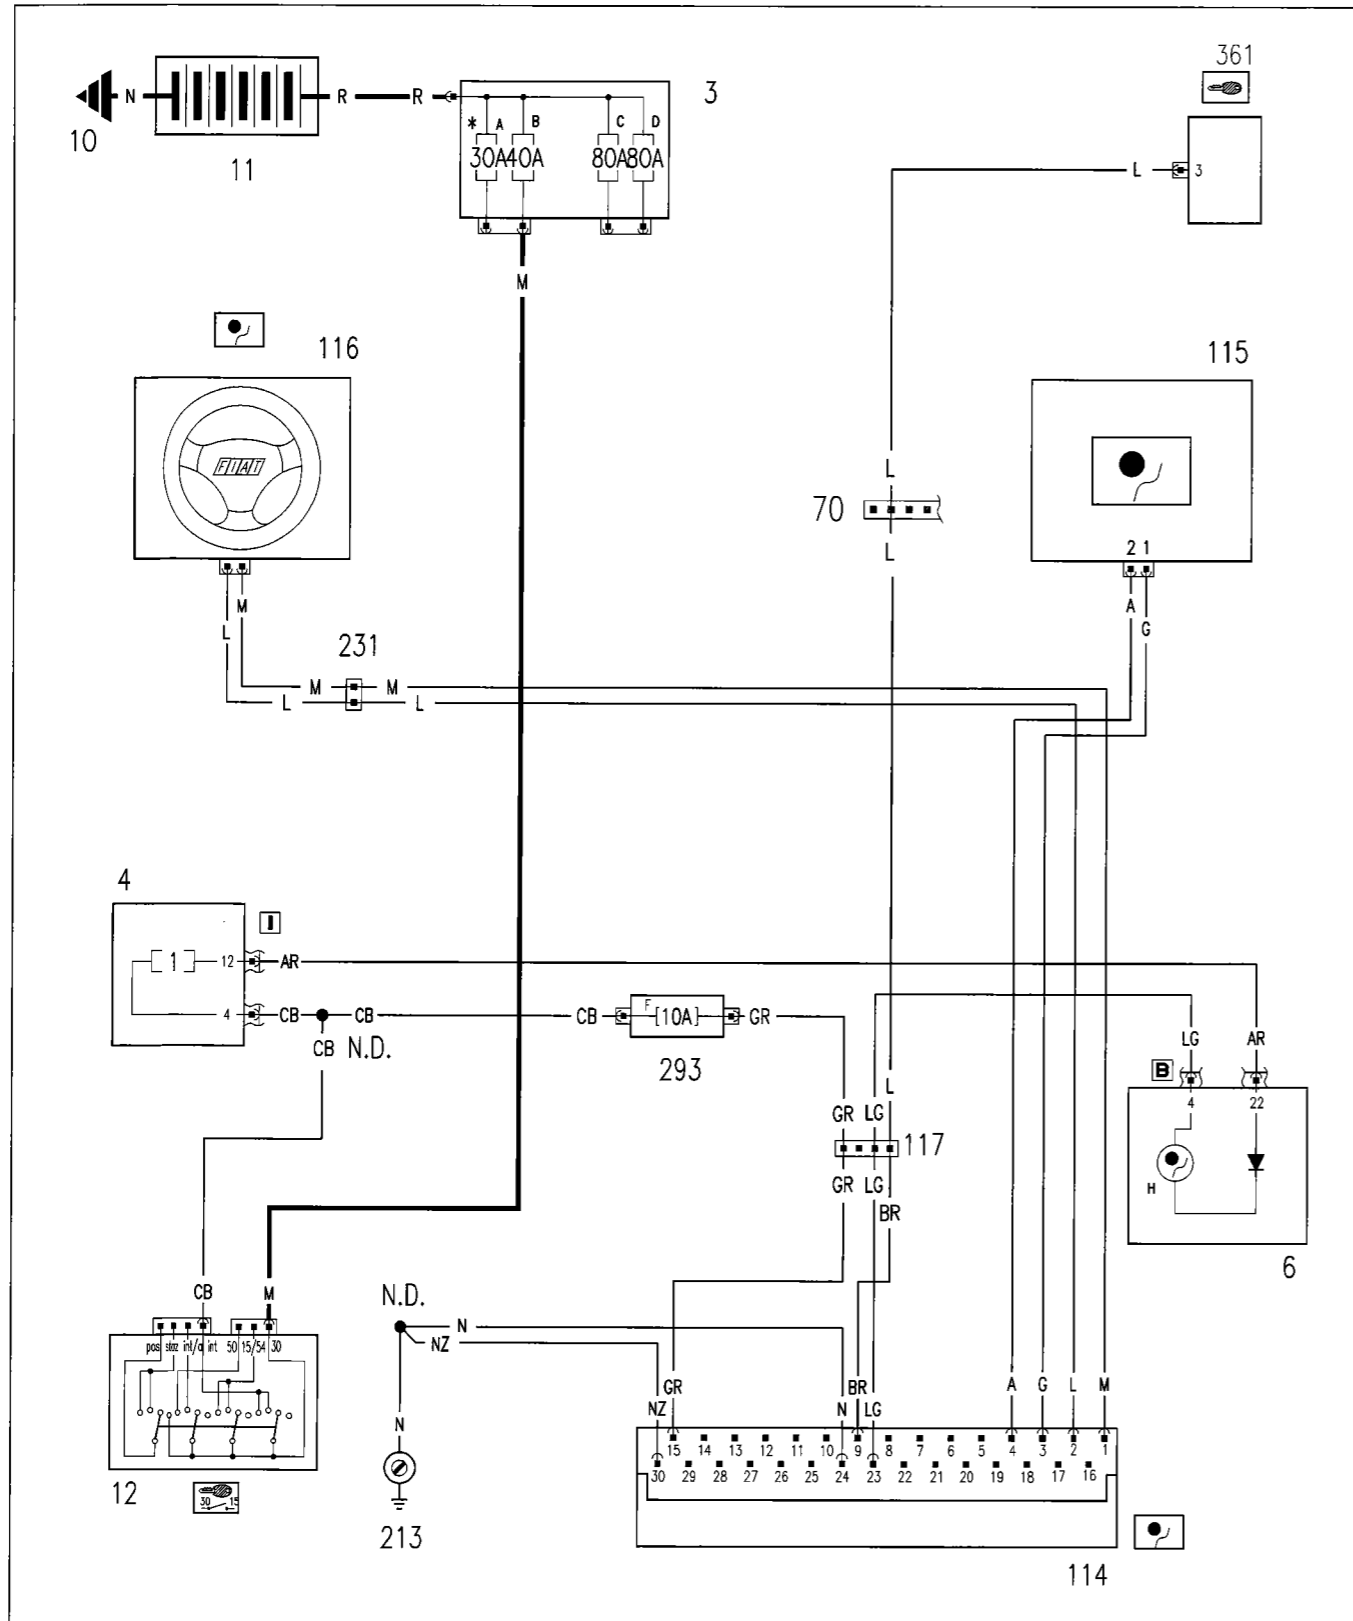 361
3
10
N
11
R
R
* A B C D
30A 40A 80A 80A
L
3
M
116
115
FIAT
L
70
L
2 1
M
L
A
G
231
M M
L L
4
I
1 12 AR
4 CB CB CB F [10A] GR
CB N.D.
293
LG AR
B
4 22
L
GR LG
117
GR LG
BR
H
6
CB M
N.D.
N
NZ
pos staz int/a int 50 15/54 30
GR BR A G L M
NZ N LG
N
15 14 13 12 11 10 9 8 7 6 5 4 3 2 1
30 29 28 27 26 25 24 23 22 21 20 19 18 17 16
12
30 15
213
114